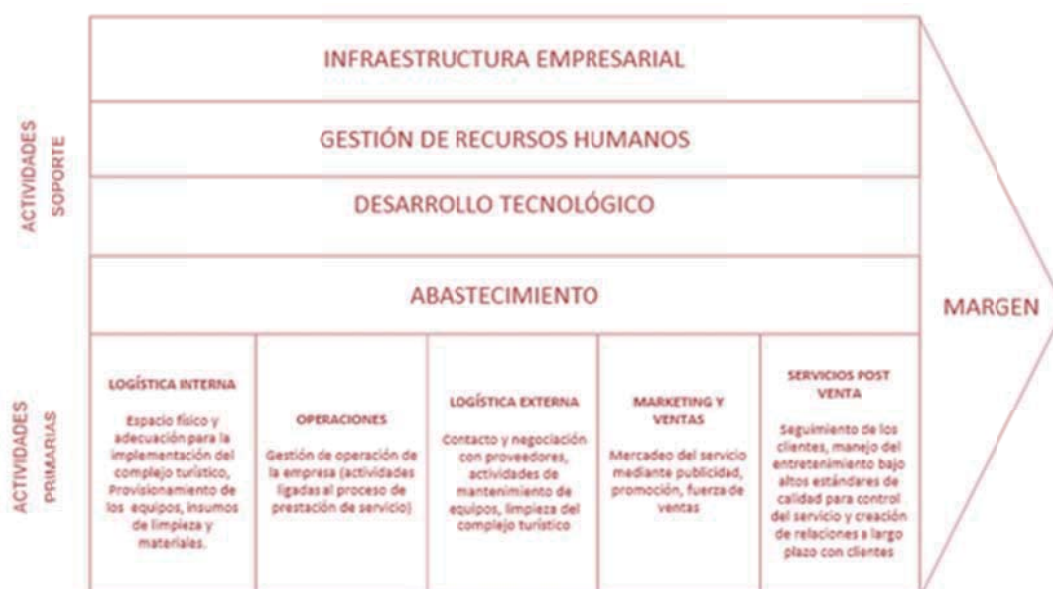 INFRAESTRUCTURA EMPRESARIAL
GESTIÓN DE RECURSOS HUMANOS
DESARROLLO TECNOLÓGICO
ABASTECIMIENTO
ACTIVIDADES
SOPORTE
MARGEN
ACTIVIDADES
PRIMARIAS
LOGÍSTICA INTERNA
Espacio físico y
adecuación para la
implementación del
complejo turístico,
Provisionamiento de
los equipos, insumos
de limpieza y
materiales.
OPERACIONES
Gestión de operación de
la empresa (actividades
ligadas al proceso de
prestación de servicio)
LOGÍSTICA EXTERNA
Contacto y negociación
con proveedores,
actividades de
mantenimiento de
equipos, limpieza del
complejo turístico
MARKETING Y
VENTAS
Mercadeo del servicio
mediante publicidad,
promoción, fuerza de
ventas
SERVICIOS POST
VENTA
Seguimiento de los
clientes, manejo del
entretenimiento bajo
altos estándares de
calidad para control
del servicio y creación
de relaciones a largo
plazo con clientes